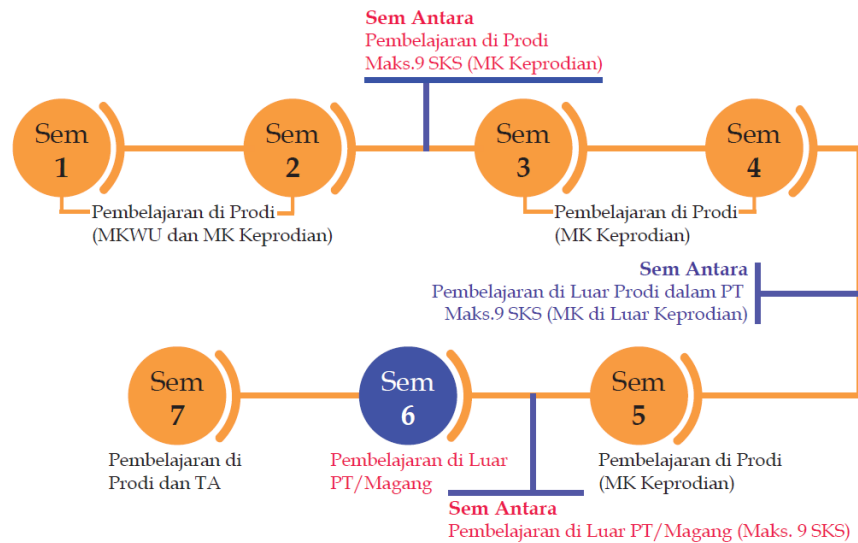 Sem Antara
Pembelajaran di Prodi
Maks.9 SKS (MK Keprodian)
Sem
1
Sem
2
Sem
3
Sem
4
Pembelajaran di Prodi
(MKWU dan MK Keprodian)
Pembelajaran di Prodi
(MK Keprodian)
Sem Antara
Pembelajaran di Luar Prodi dalam PT
Maks.9 SKS (MK di Luar Keprodian)
Sem
7
Sem
6
Sem
5
Pembelajaran di
Prodi dan TA
Pembelajaran di Luar
PT/Magang
Pembelajaran di Prodi
(MK Keprodian)
Sem Antara
Pembelajaran di Luar PT/Magang (Maks. 9 SKS)